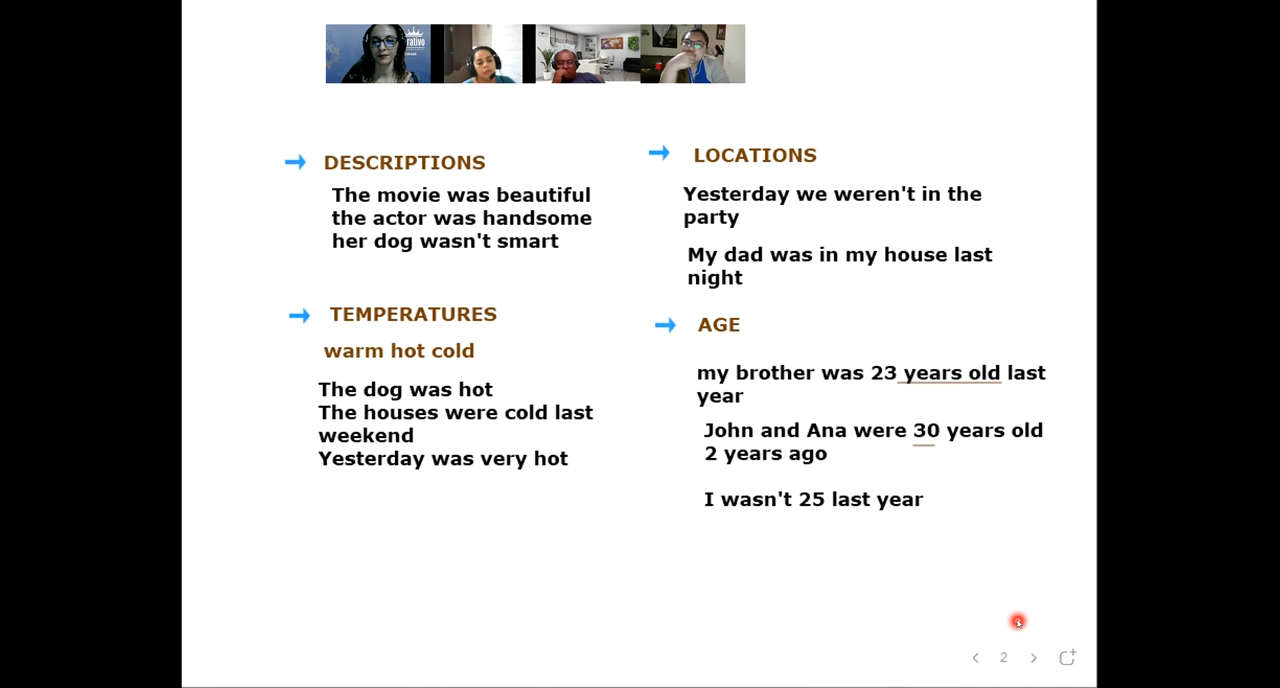 rativo
DESCRIPTIONS
The movie was beautiful
the actor was handsome
her dog wasn't smart
TEMPERATURES
warm hot cold
The dog was hot
The houses were cold last
weekend
Yesterday was very hot
LOCATIONS
Yesterday we weren't in the
party
My dad was in my house last
night
AGE
my brother was 23 years old last
year
John and Ana were 30 years old
2 years ago
I wasn't 25 last year
2